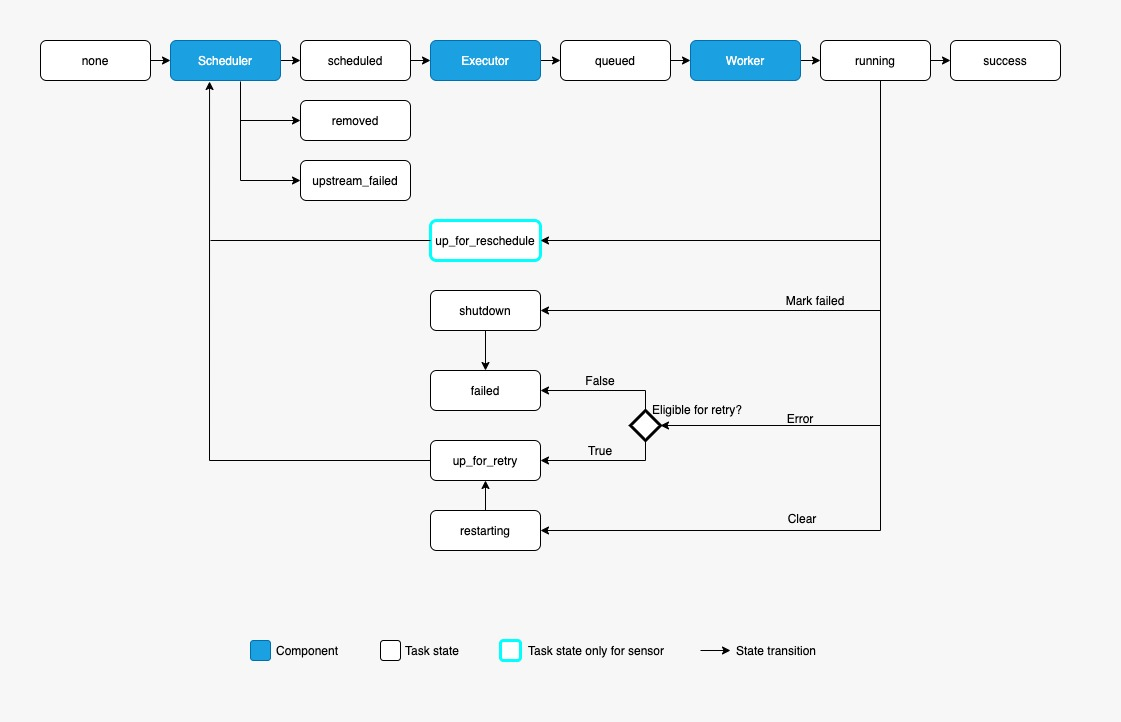 none
Scheduler
scheduled
Executor
queued
Worker
running
success
removed
upstream_failed
up_for_reschedule
shutdown
Mark failed
failed
False
Eligible for retry?
Error
up_for_retry
True
restarting
Clear
Component
Task state
Task state only for sensor
State transition